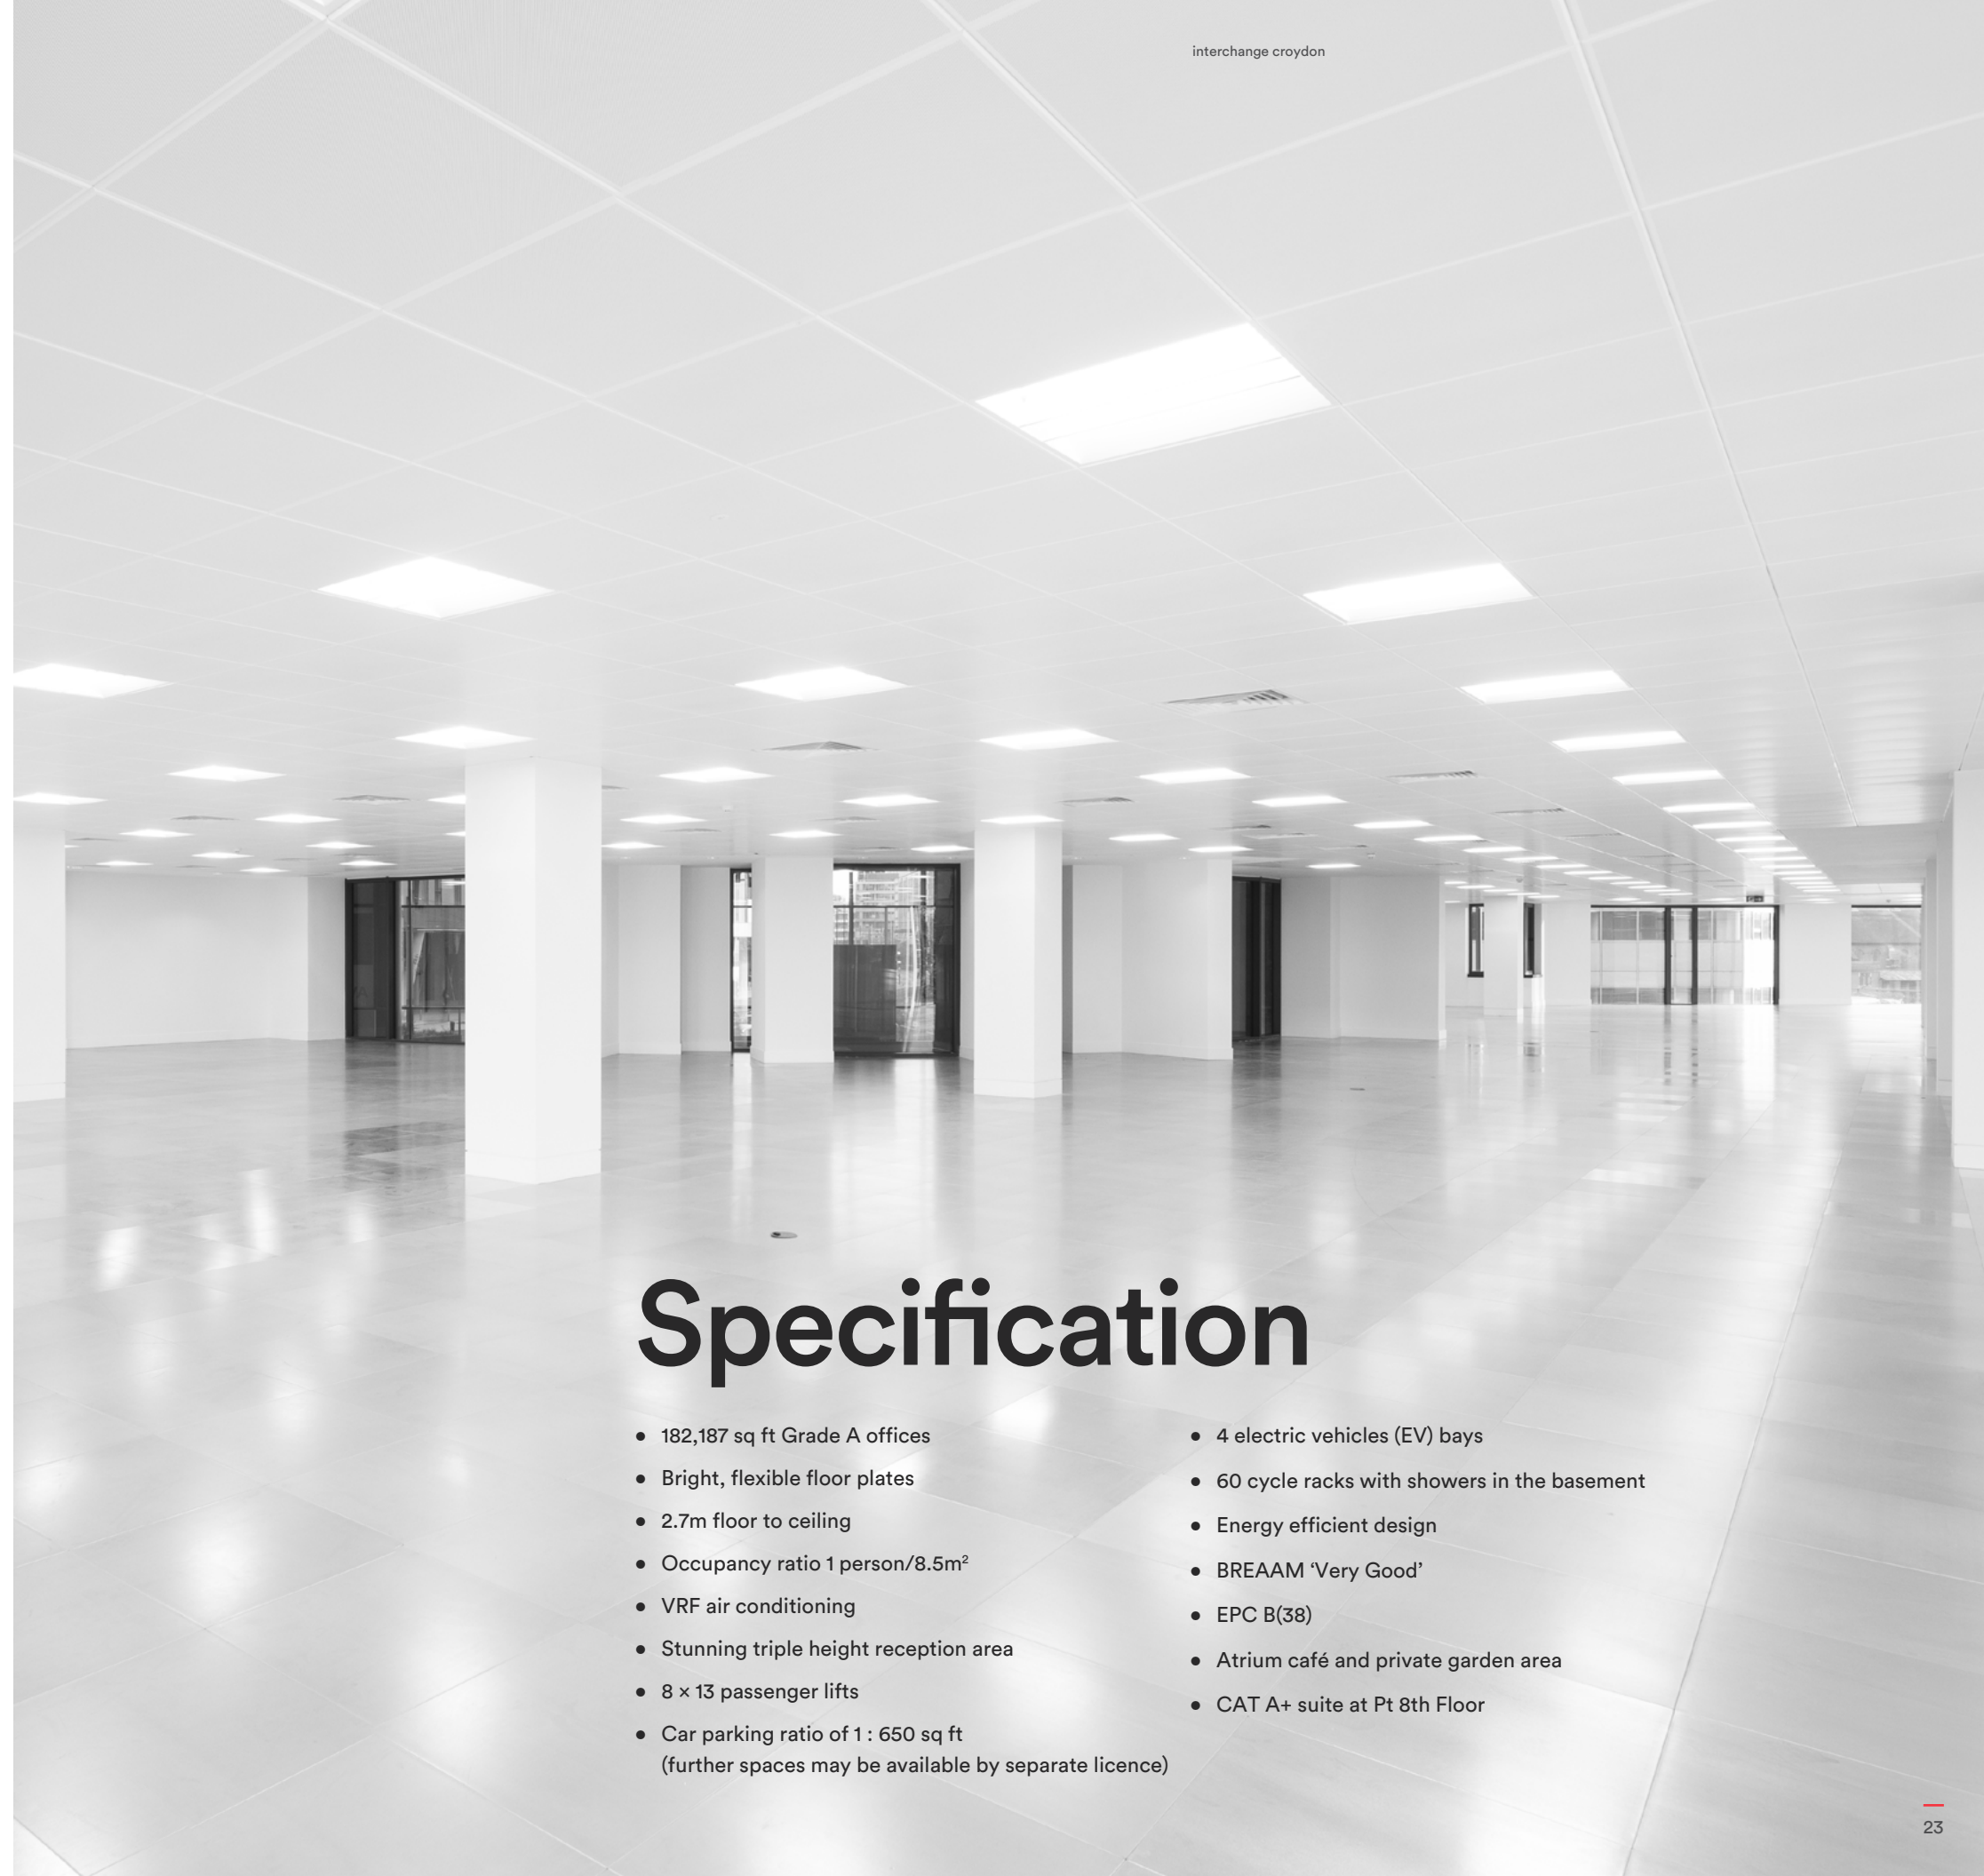 interchange croydon
Specification
• 182,187 sq ft Grade A offices
• Bright, flexible floor plates
• 2.7m floor to ceiling
• Occupancy ratio 1 person/8.5m²
• VRF air conditioning
• Stunning triple height reception area
• 8 × 13 passenger lifts
• Car parking ratio of 1 : 650 sq ft
(further spaces may be available by separate licence)
• 4 electric vehicles (EV) bays
• 60 cycle racks with showers in the basement
• Energy efficient design
• BREEAM ‘Very Good’
• EPC B(38)
• Atrium café and private garden area
• CAT A+ suite at Pt 8th Floor
23